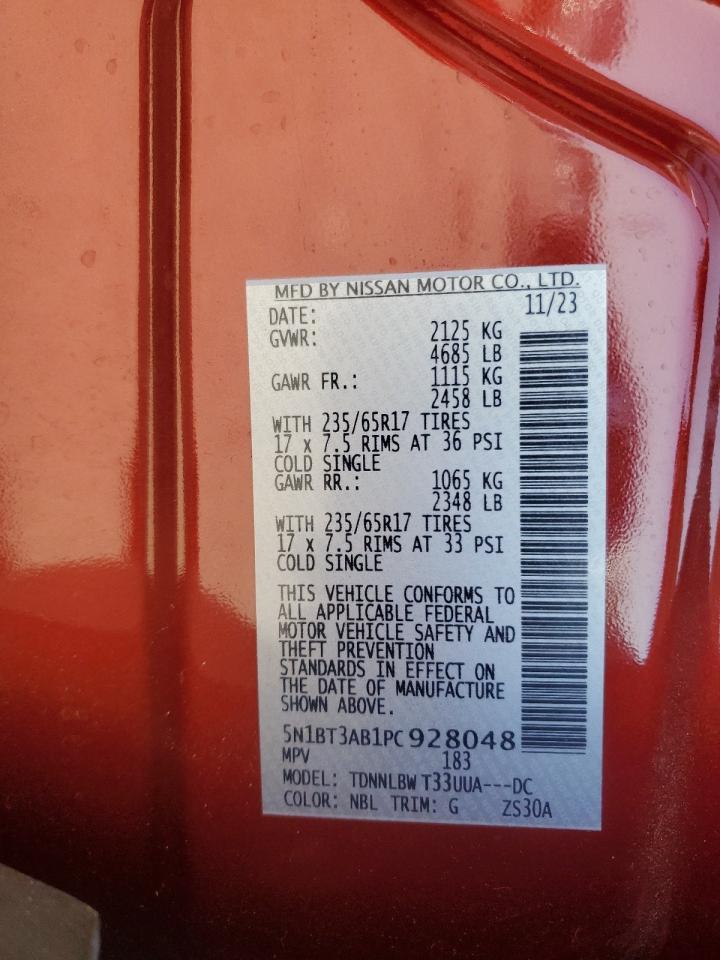 MFD BY NISSAN MOTOR CO., LTD.
DATE: 11/23
GVWR: 2125 KG
4685 LB
GAWR FR.: 1115 KG
2458 LB
WITH 235/65R17 TIRES
17 x 7.5 RIMS AT 36 PSI
COLD SINGLE
GAWR RR.: 1065 KG
2348 LB
WITH 235/65R17 TIRES
17 x 7.5 RIMS AT 33 PSI
COLD SINGLE
THIS VEHICLE CONFORMS TO
ALL APPLICABLE FEDERAL
MOTOR VEHICLE SAFETY AND
THEFT PREVENTION
STANDARDS IN EFFECT ON
THE DATE OF MANUFACTURE
SHOWN ABOVE.
5N1BT3AB1PC928048
MPV 183
MODEL: TDNNLBW T33UUA---DC
COLOR: NBL TRIM: G ZS30A